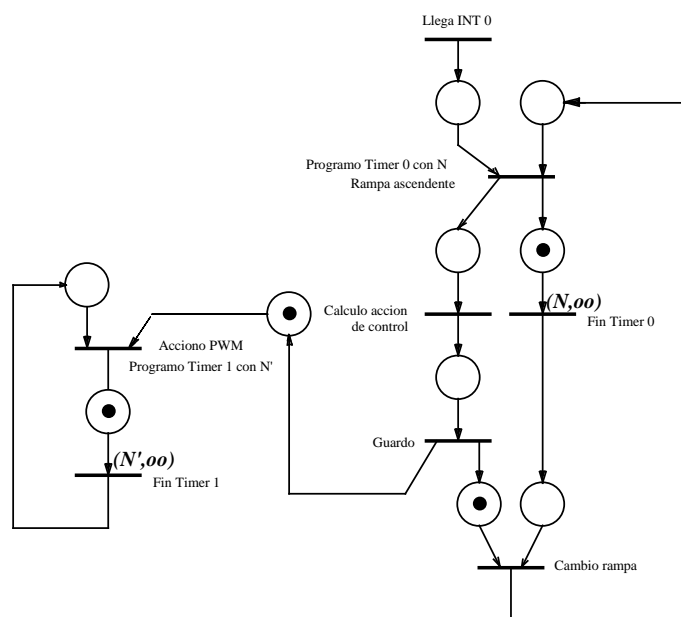 Llega INT 0
Programo Timer 0 con N
Rampa ascendente
(N,oo)
Calculo accion
de control
Fin Timer 0
Acciono PWM
Programo Timer 1 con N'
Guardo
(N',oo)
Fin Timer 1
Cambio rampa